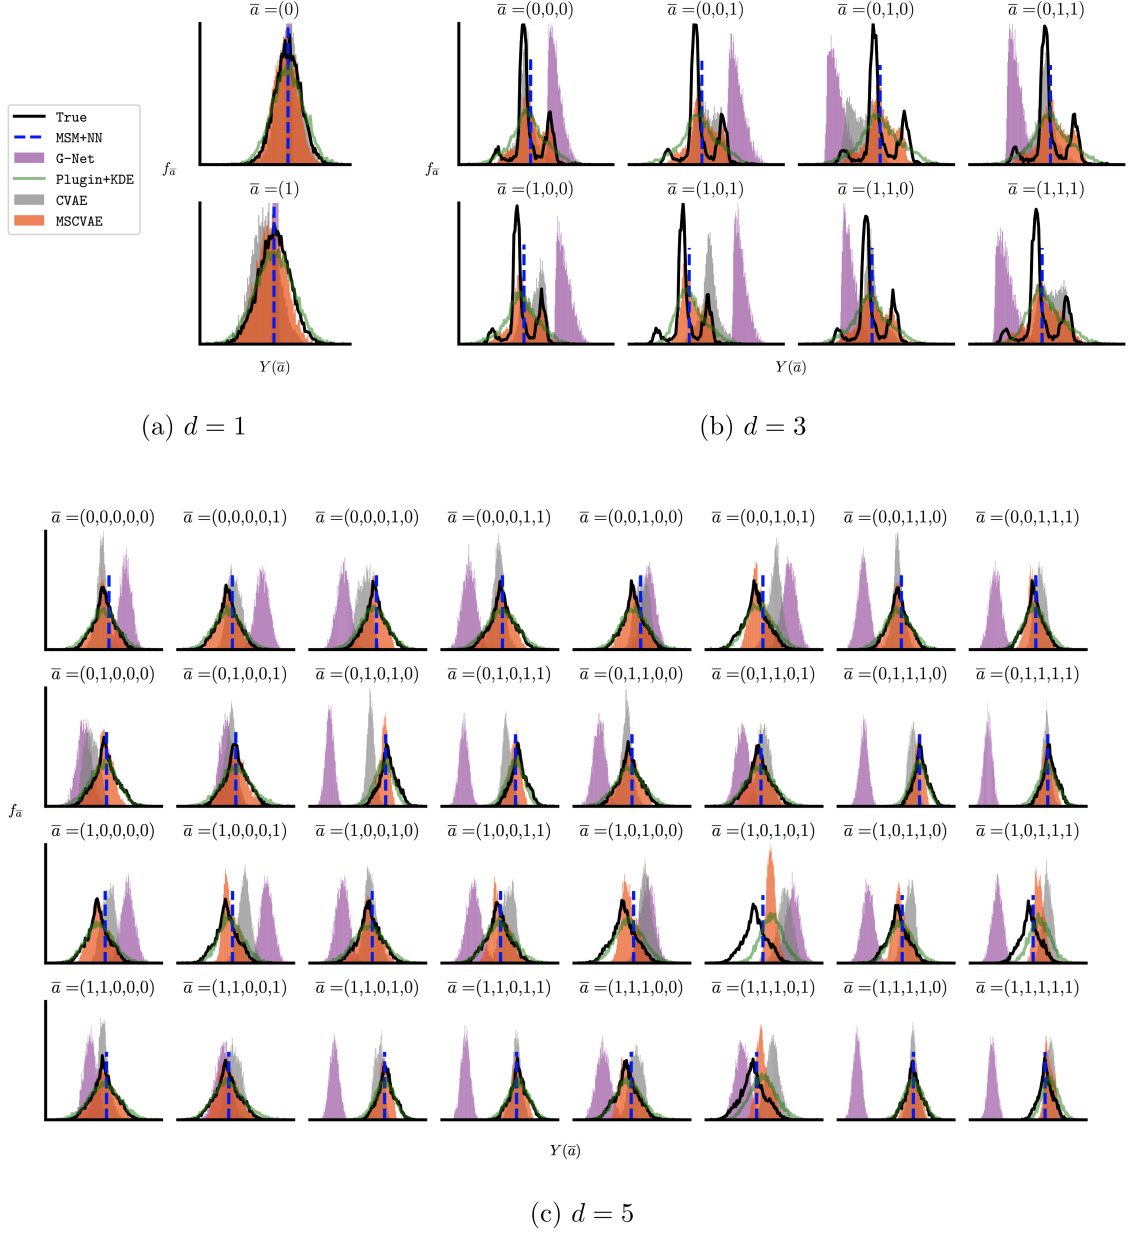 a̅ =(0)
a̅ =(0,0,0) a̅ =(0,0,1) a̅ =(0,1,0) a̅ =(0,1,1)
True
MSM+NN
G-Net
Plugin+KDE
CVAE
MSCVAE
f_a̅
f_a̅
a̅ =(1)
a̅ =(1,0,0) a̅ =(1,0,1) a̅ =(1,1,0) a̅ =(1,1,1)
Y(a̅)
Y(a̅)
(a) d = 1
(b) d = 3
a̅ =(0,0,0,0,0) a̅ =(0,0,0,0,1) a̅ =(0,0,0,1,0) a̅ =(0,0,0,1,1) a̅ =(0,0,1,0,0) a̅ =(0,0,1,0,1) a̅ =(0,0,1,1,0) a̅ =(0,0,1,1,1)
a̅ =(0,1,0,0,0) a̅ =(0,1,0,0,1) a̅ =(0,1,0,1,0) a̅ =(0,1,0,1,1) a̅ =(0,1,1,0,0) a̅ =(0,1,1,0,1) a̅ =(0,1,1,1,0) a̅ =(0,1,1,1,1)
f_a̅
a̅ =(1,0,0,0,0) a̅ =(1,0,0,0,1) a̅ =(1,0,0,1,0) a̅ =(1,0,0,1,1) a̅ =(1,0,1,0,0) a̅ =(1,0,1,0,1) a̅ =(1,0,1,1,0) a̅ =(1,0,1,1,1)
a̅ =(1,1,0,0,0) a̅ =(1,1,0,0,1) a̅ =(1,1,0,1,0) a̅ =(1,1,0,1,1) a̅ =(1,1,1,0,0) a̅ =(1,1,1,0,1) a̅ =(1,1,1,1,0) a̅ =(1,1,1,1,1)
Y(a̅)
(c) d = 5